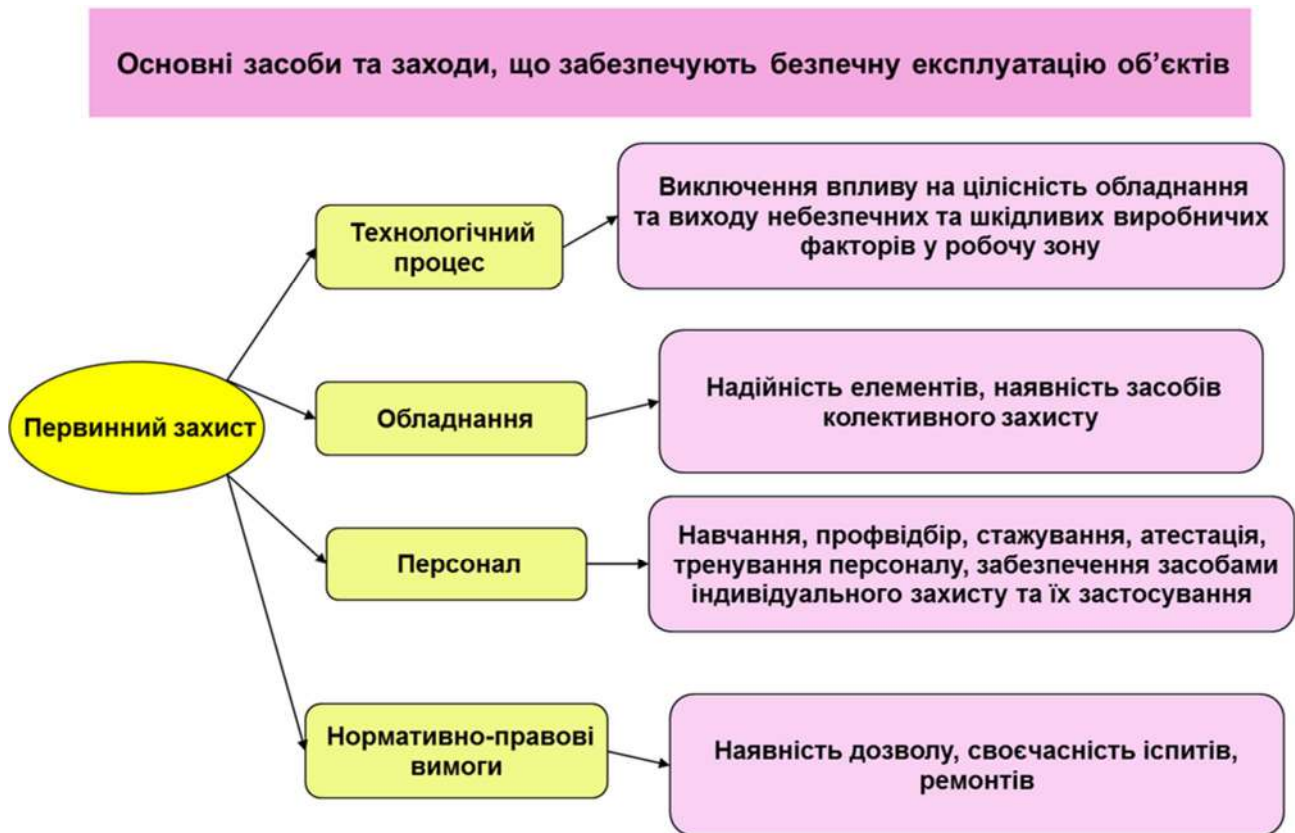 Основні засоби та заходи, що забезпечують безпечну експлуатацію об’єктів
Первинний захист
Технологічний
процес
Виключення впливу на цілісність обладнання
та виходу небезпечних та шкідливих виробничих
факторів у робочу зону
Обладнання
Надійність елементів, наявність засобів
колективного захисту
Персонал
Навчання, профвідбір, стажування, атестація,
тренування персоналу, забезпечення засобами
індивідуального захисту та їх застосування
Нормативно-правові
вимоги
Наявність дозволу, своєчасність іспитів,
ремонтів